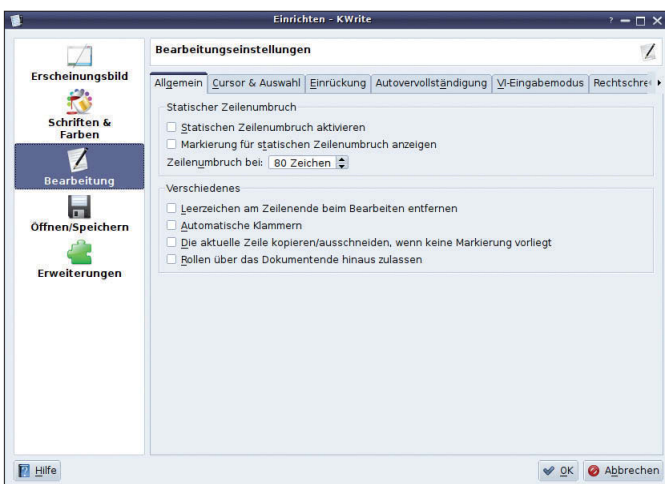 Einrichten - KWrite
Erscheinungsbild
Schriften &
Farben
Bearbeitung
Öffnen/Speichern
Erweiterungen
Bearbeitungseinstellungen
Allgemein Cursor & Auswahl Einrückung Autovervollständigung VI-Eingabemodus Rechtschre
Statischer Zeilenumbruch
Statischen Zeilenumbruch aktivieren
Markierung für statischen Zeilenumbruch anzeigen
Zeilenumbruch bei: 80 Zeichen
Verschiedenes
Leerzeichen am Zeilenende beim Bearbeiten entfernen
Automatische Klammern
Die aktuelle Zeile kopieren/ausschneiden, wenn keine Markierung vorliegt
Rollen über das Dokumentende hinaus zulassen
Hilfe
OK Abbrechen